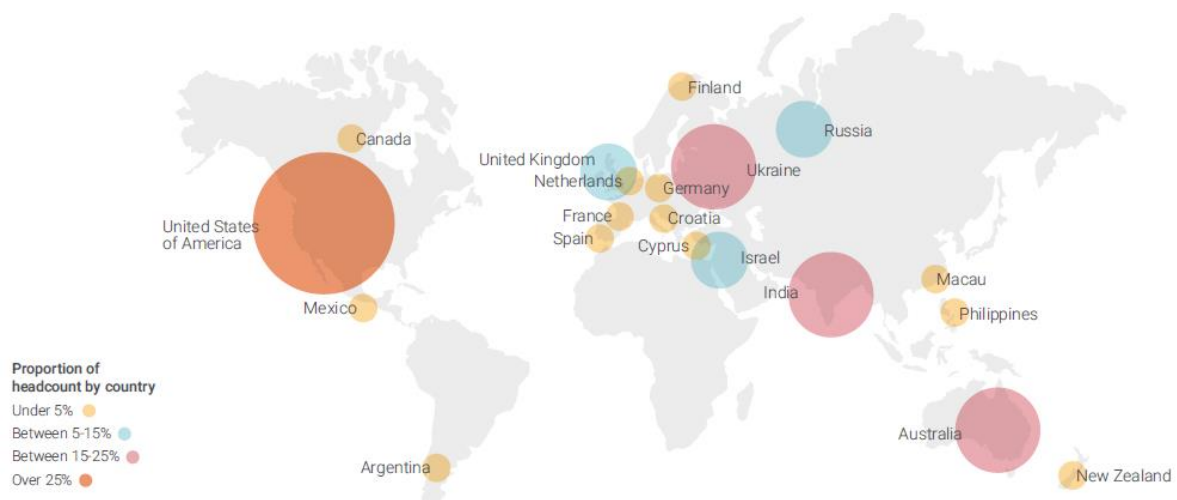 Finland
Canada
Russia
United Kingdom
Ukraine
Netherlands
Germany
France
Croatia
United States
of America
Spain
Cyprus
Israel
Macau
India
Mexico
Philippines
Proportion of
headcount by country
Under 5%
Between 5-15%
Between 15-25%
Over 25%
Australia
Argentina
New Zealand